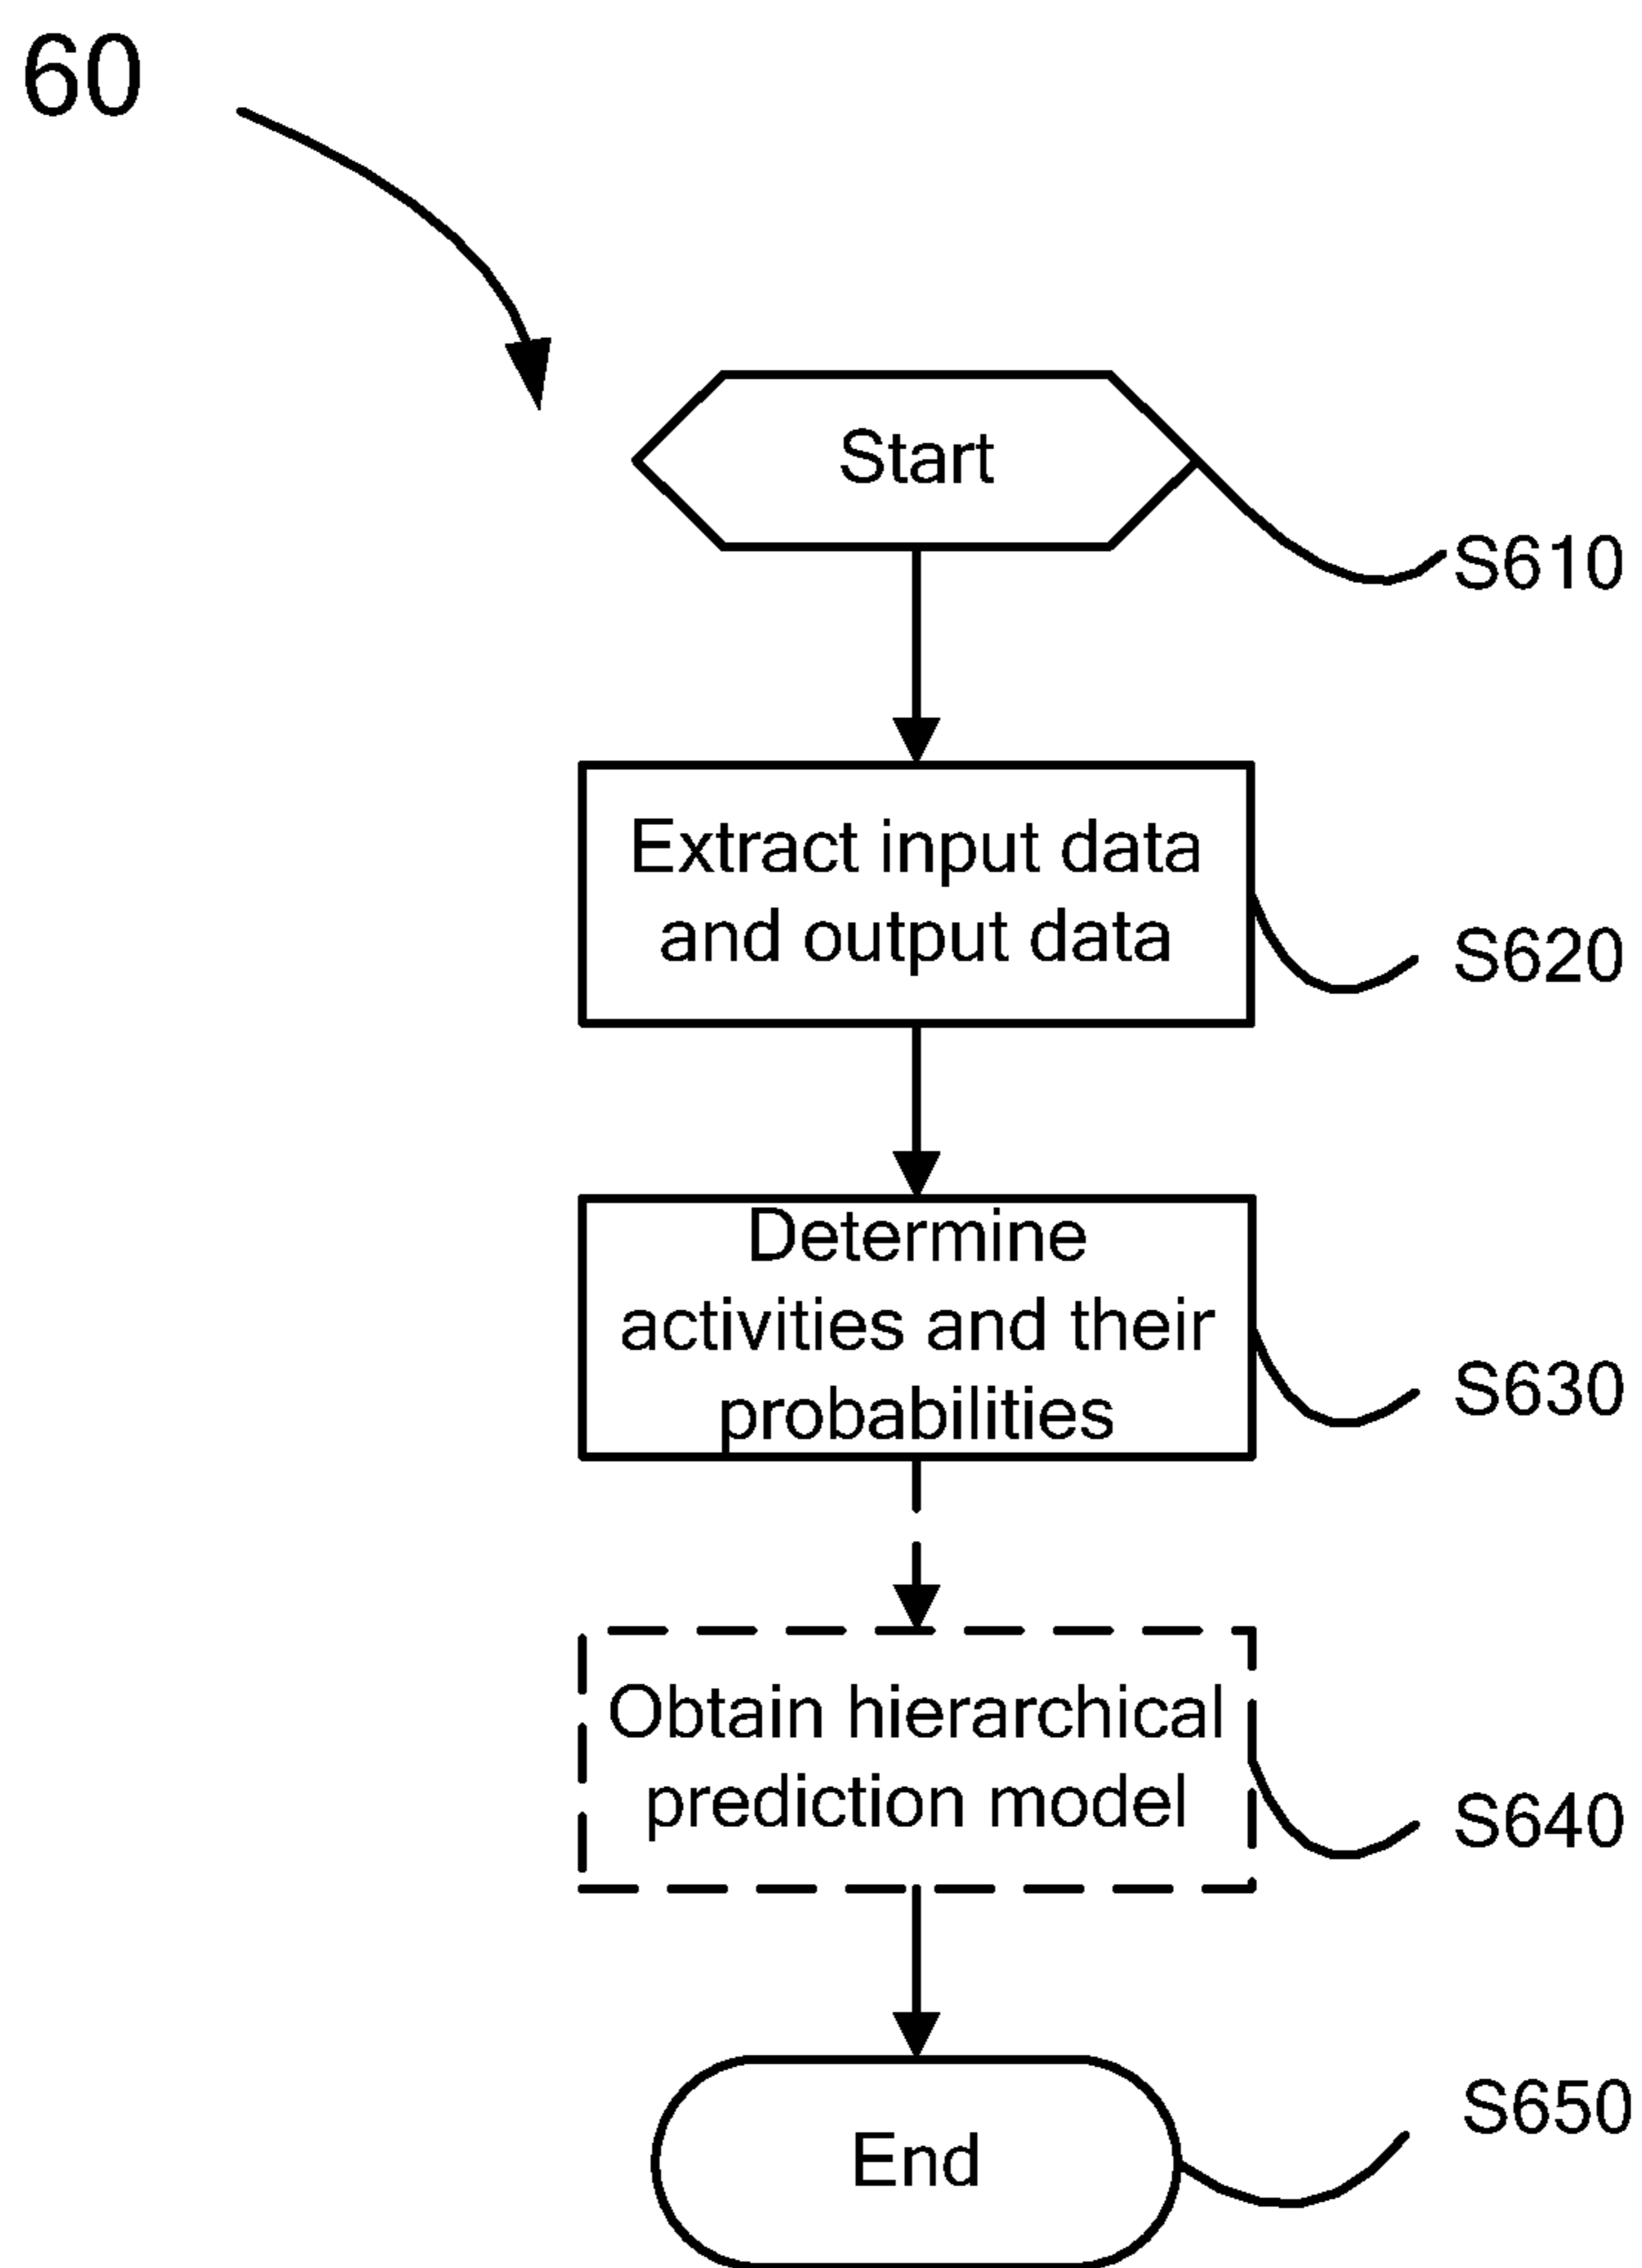 60
Start
S610
Extract input data
and output data
S620
Determine
activities and their
probabilities
S630
Obtain hierarchical
prediction model
S640
End
S650